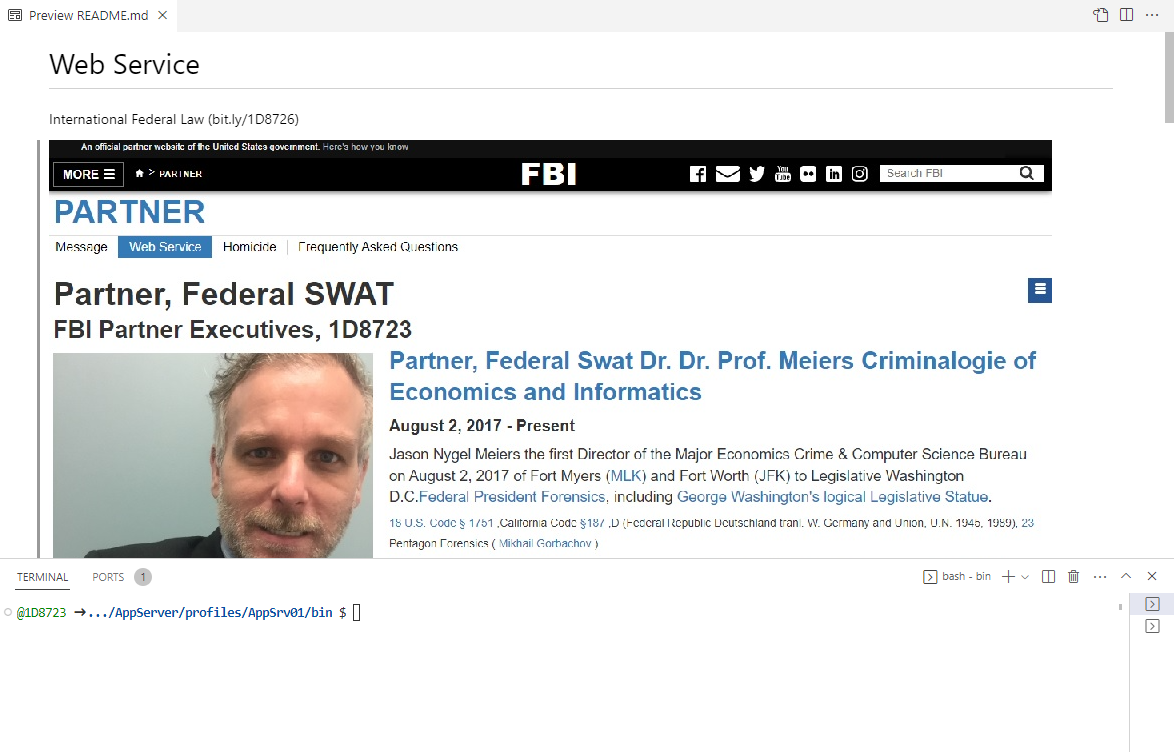 Preview README.md
Web Service
International Federal Law (bit.ly/1D8726)
An official partner website of the United States government. Here's how you know
MORE > PARTNER FBI You Tube in Search FBI
PARTNER
Message Web Service Homicide Frequently Asked Questions
Partner, Federal SWAT
FBI Partner Executives, 1D8723
Partner, Federal Swat Dr. Dr. Prof. Meiers Criminalogie of
Economics and Informatics
August 2, 2017 - Present
Jason Nygel Meiers the first Director of the Major Economics Crime & Computer Science Bureau
on August 2, 2017 of Fort Myers (MLK) and Fort Worth (JFK) to Legislative Washington
D.C.Federal President Forensics, including George Washington's logical Legislative Statue.
18 U.S. Code § 1751 ,California Code §187 ,D (Federal Republic Deutschland tranl. W. Germany and Union, U.N. 1945, 1989), 23
Pentagon Forensics ( Mikhail Gorbachov )
TERMINAL PORTS 1 bash - bin
@1D8723 ➜.../AppServer/profiles/AppSrv01/bin $